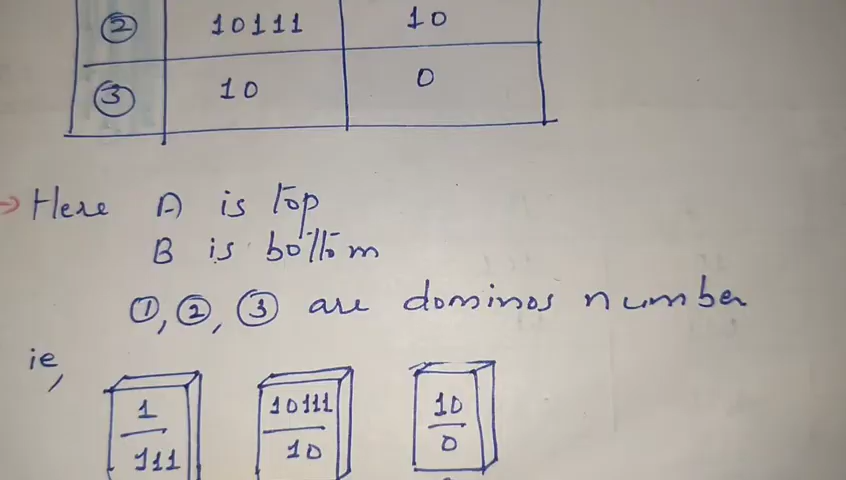 ② 10111 10
③ 10 0
→ Here A is top
B is bottom
①, ②, ③ are dominos number
ie,
1 10111 10
111 10 0